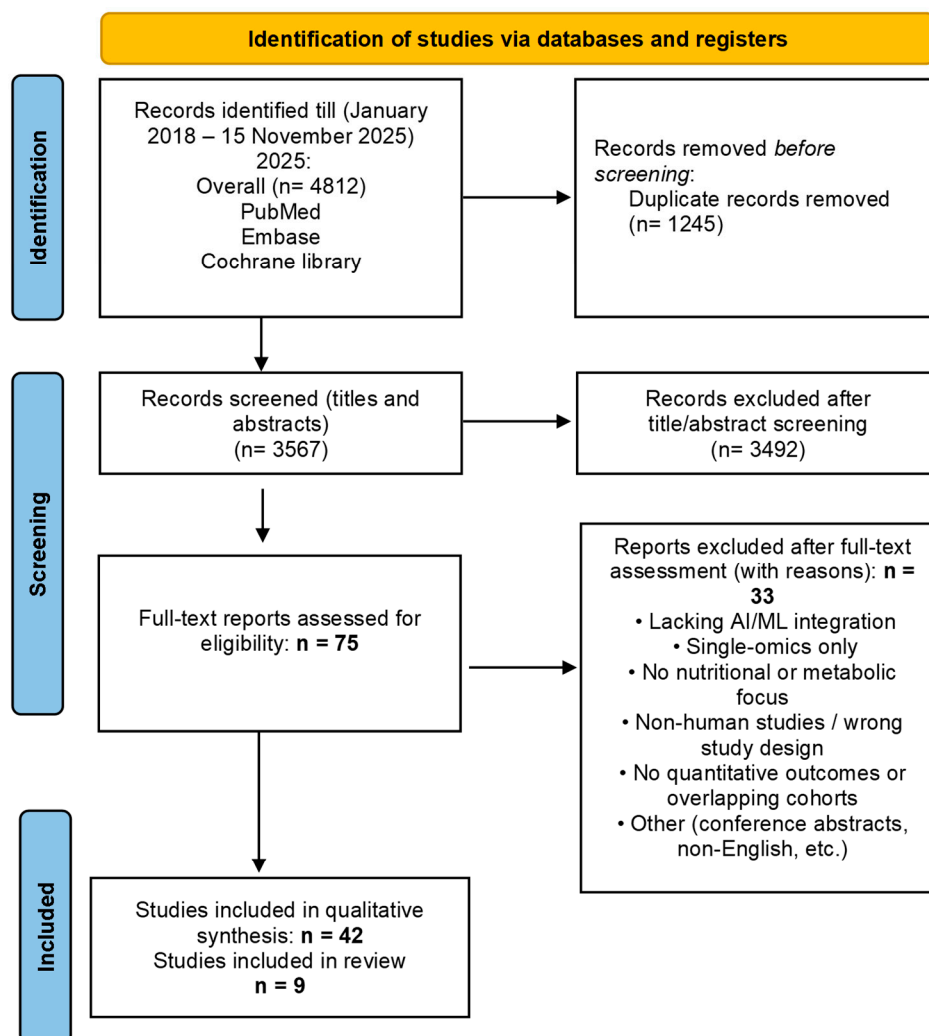 Identification of studies via databases and registers
Identification
Records identified till (January
2018 – 15 November 2025)
2025:
Overall (n= 4812)
PubMed
Embase
Cochrane library
Records removed before
screening:
Duplicate records removed
(n= 1245)
Screening
Records screened (titles and
abstracts)
(n= 3567)
Records excluded after
title/abstract screening
(n= 3492)
Full-text reports assessed for
eligibility: n = 75
Reports excluded after full-text
assessment (with reasons): n =
33
• Lacking AI/ML integration
• Single-omics only
• No nutritional or metabolic
focus
• Non-human studies / wrong
study design
• No quantitative outcomes or
overlapping cohorts
• Other (conference abstracts,
non-English, etc.)
Included
Studies included in qualitative
synthesis: n = 42
Studies included in review
n = 9